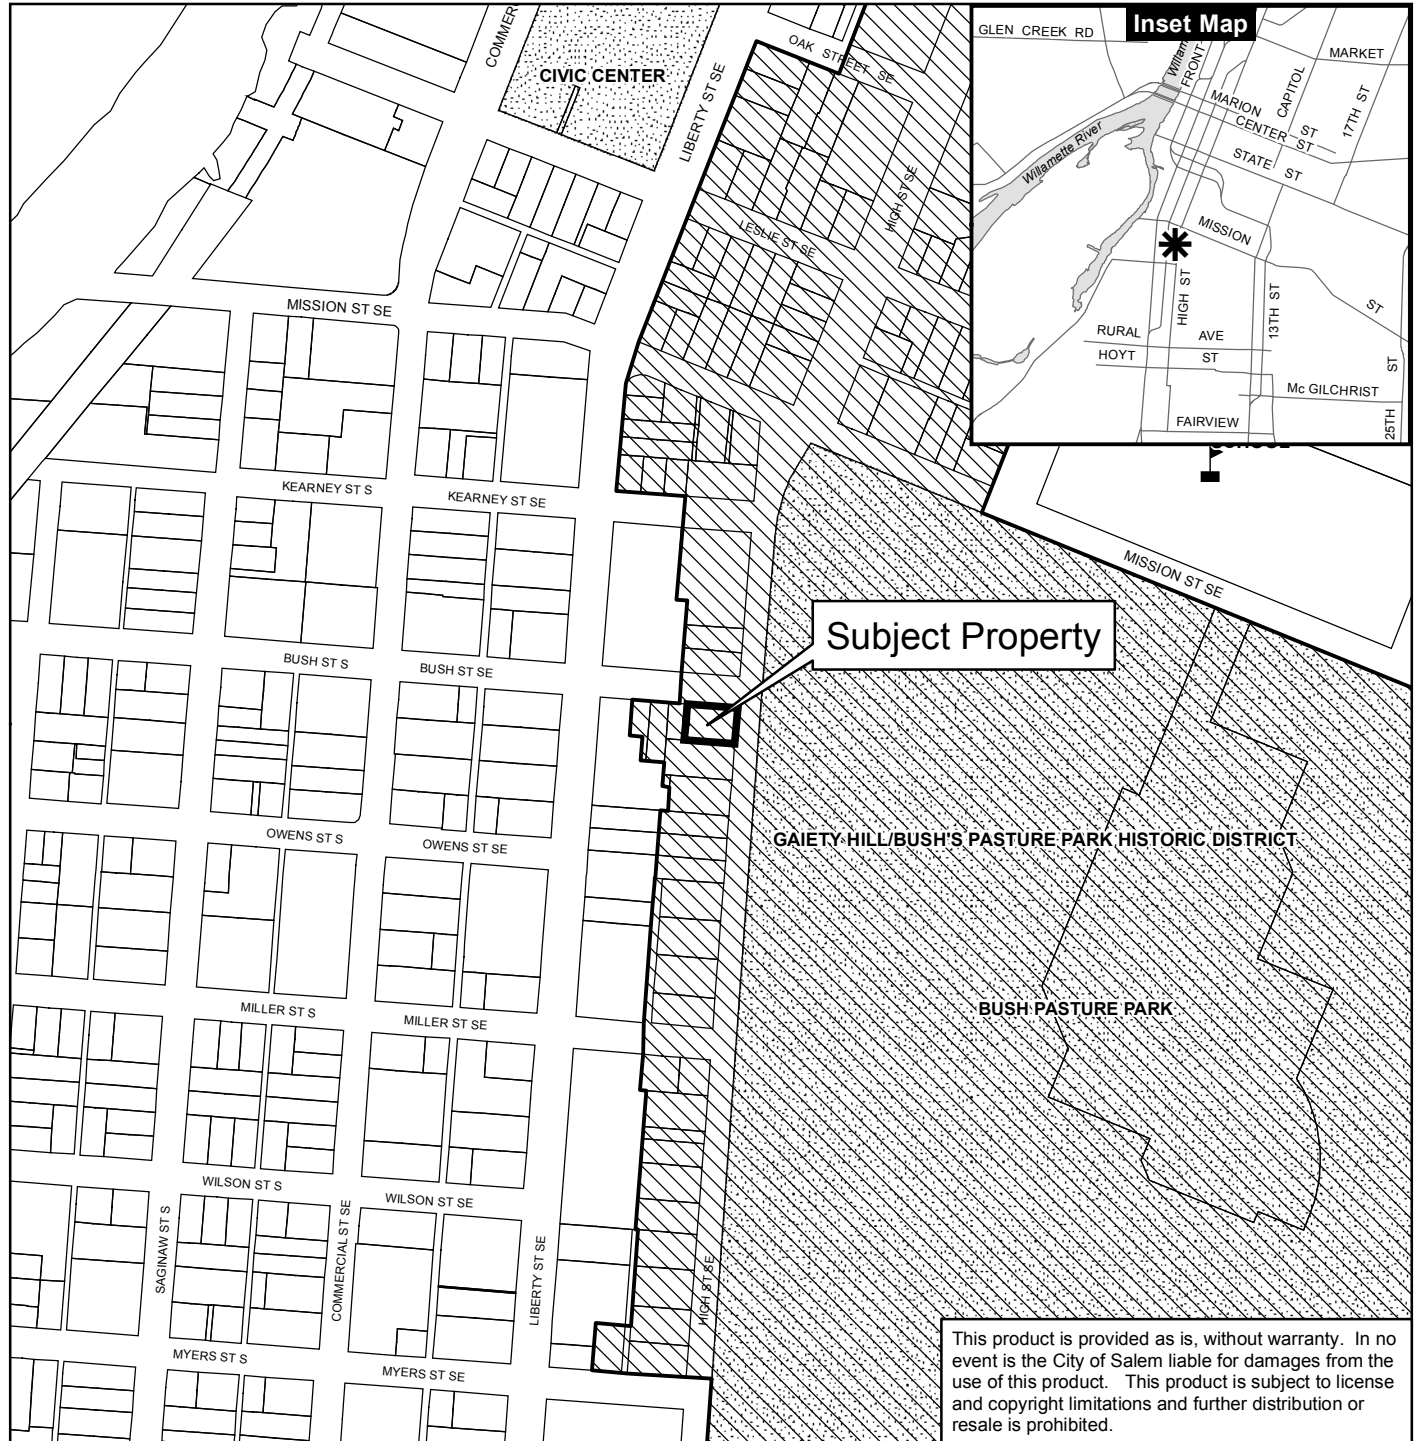 COMMER
OAK STREET SE
CIVIC CENTER
LIBERTY ST SE
HIGH ST SE
LESLIE ST SE
MISSION ST SE
KEARNEY ST S
KEARNEY ST SE
MISSION ST SE
Subject Property
BUSH ST S
BUSH ST SE
OWENS ST S
OWENS ST SE
GAIETY HILL/BUSH'S PASTURE PARK HISTORIC DISTRICT
MILLER ST S
MILLER ST SE
BUSH PASTURE PARK
WILSON ST S
WILSON ST SE
SAGINAW ST S
COMMERCIAL ST SE
LIBERTY ST SE
HIGH ST SE
MYERS ST S
MYERS ST SE
Inset Map
GLEN CREEK RD
Willam
FRONT
MARKET
CAPITOL
17TH ST
MARION ST
CENTER ST
STATE ST
Willamette River
MISSION ST
HIGH ST
13TH ST
RURAL AVE
HOYT ST
Mc GILCHRIST
FAIRVIEW
25TH ST
This product is provided as is, without warranty. In no
event is the City of Salem liable for damages from the
use of this product. This product is subject to license
and copyright limitations and further distribution or
resale is prohibited.